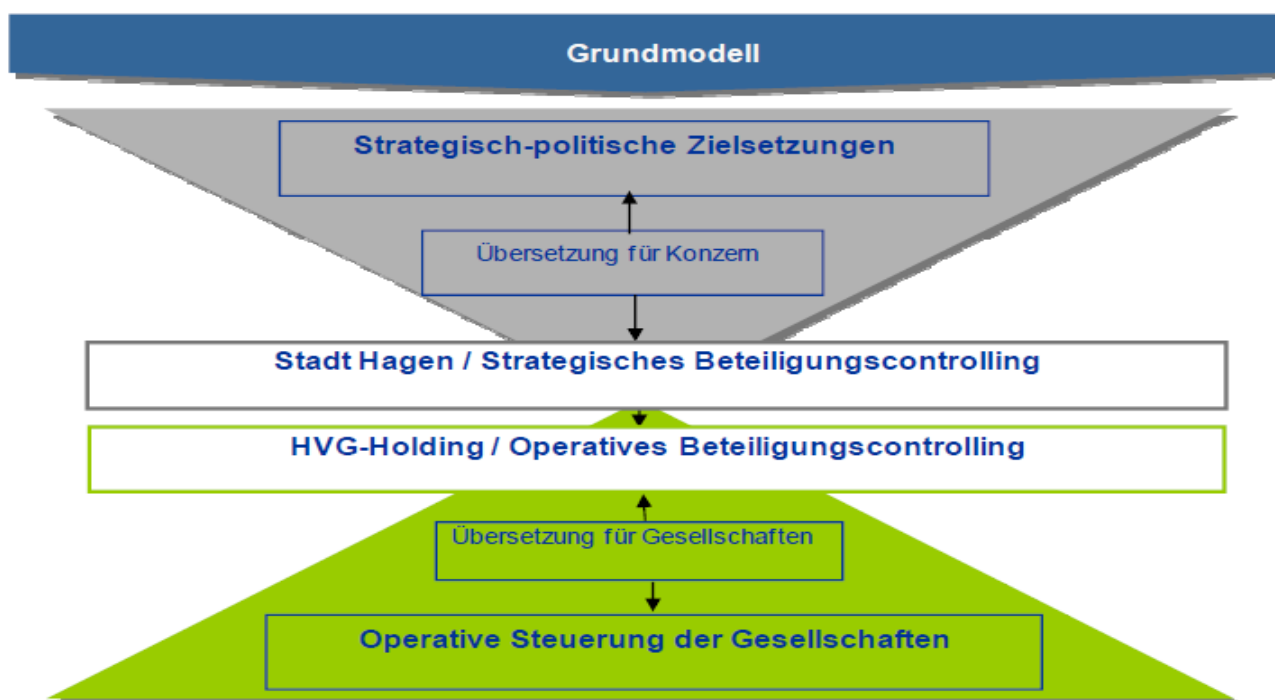 Grundmodell
Strategisch-politische Zielsetzungen
Übersetzung für Konzern
Stadt Hagen / Strategisches Beteiligungscontrolling
HVG-Holding / Operatives Beteiligungscontrolling
Übersetzung für Gesellschaften
Operative Steuerung der Gesellschaften